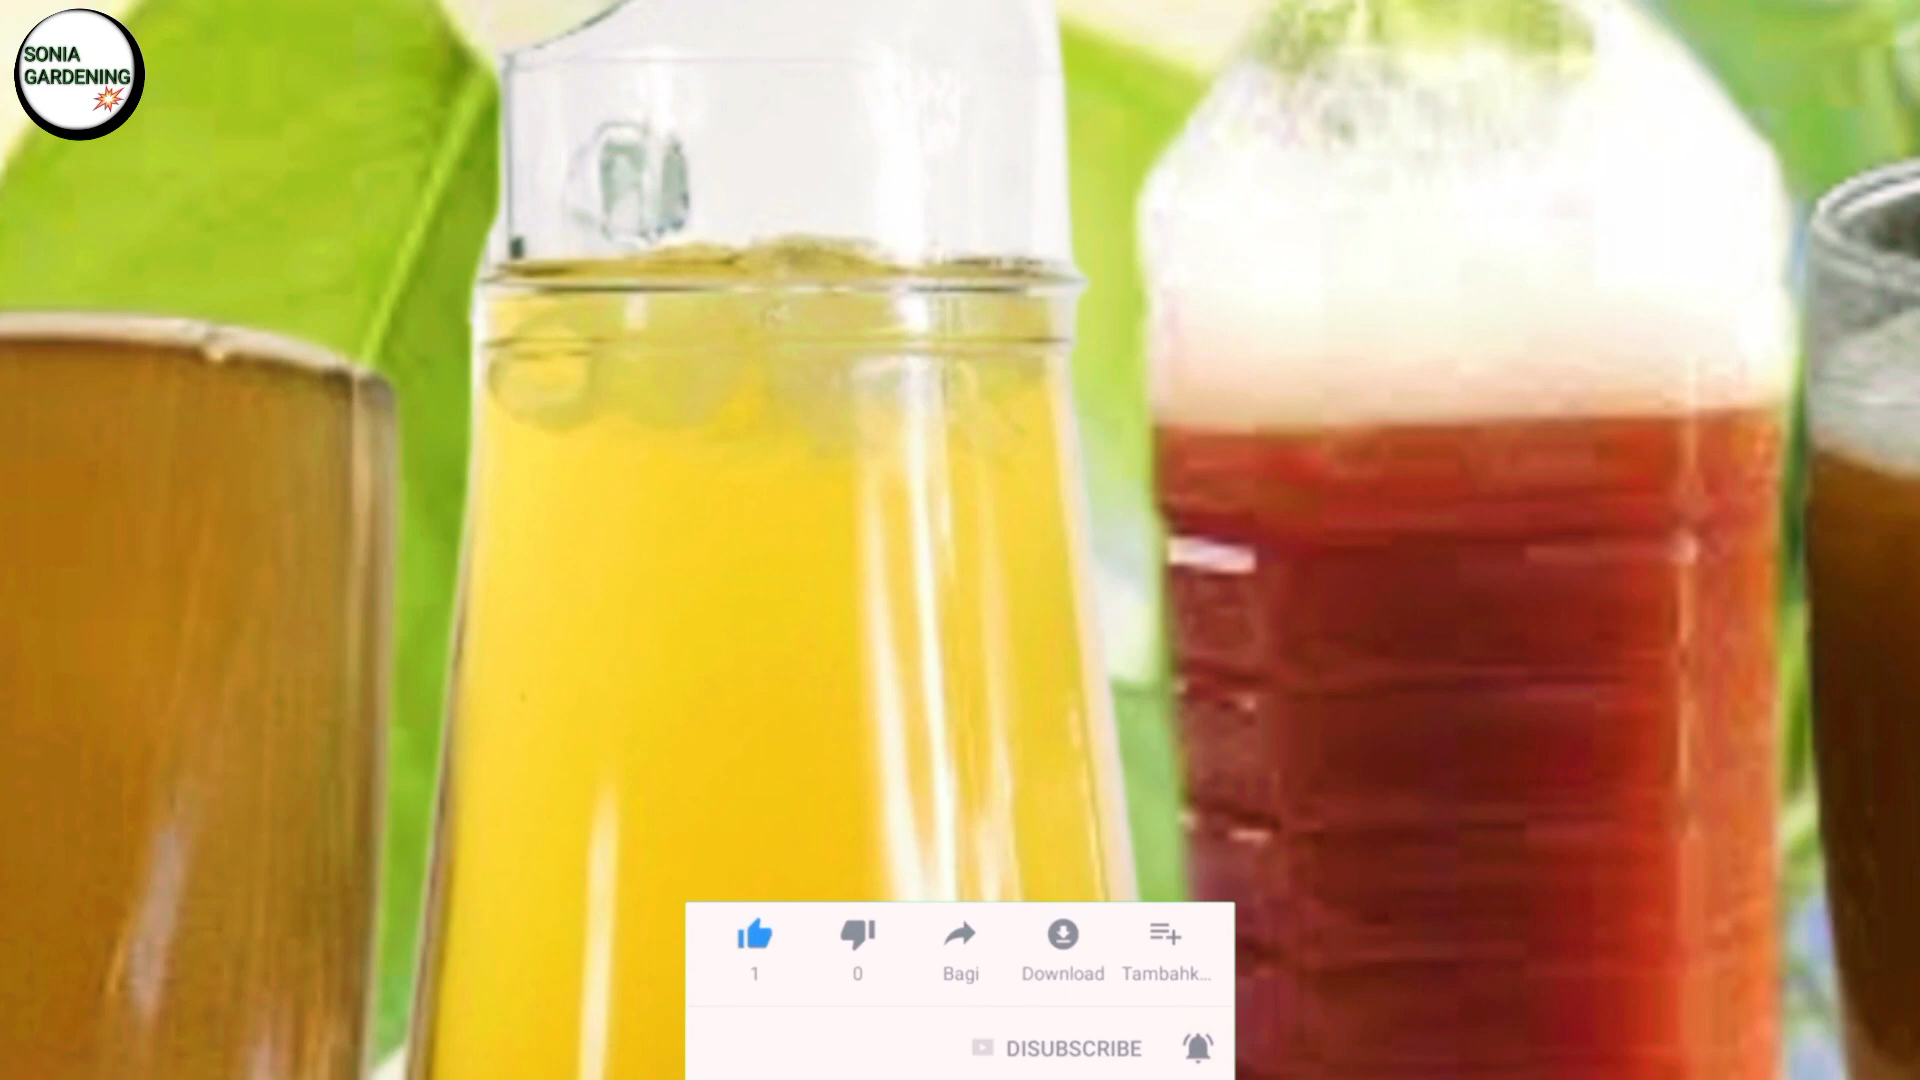 SONIA
GARDENING
1
0
Bagi
Download
Tambahk...
DISUBSCRIBE